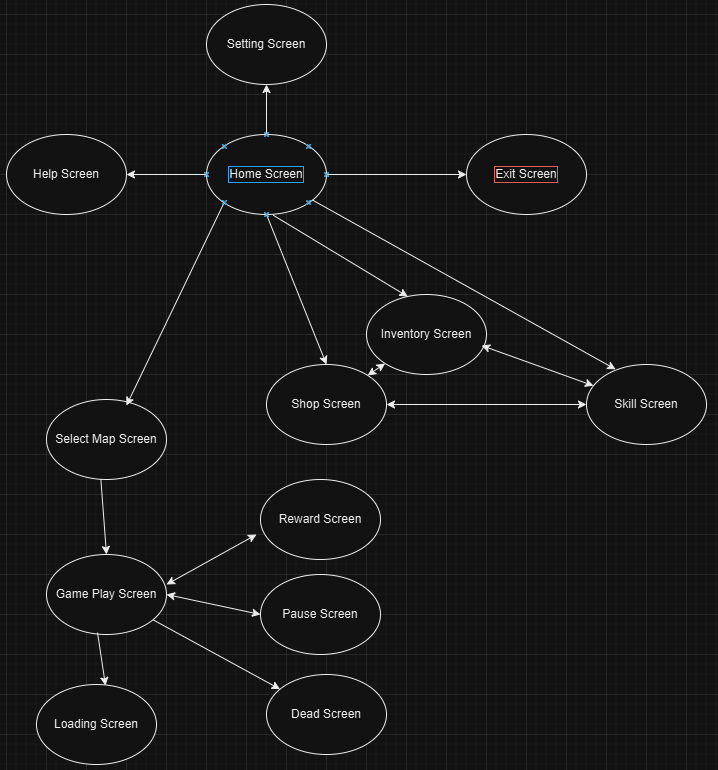 Setting Screen
Help Screen
Home Screen
Exit Screen
Inventory Screen
Shop Screen
Skill Screen
Select Map Screen
Reward Screen
Game Play Screen
Pause Screen
Dead Screen
Loading Screen